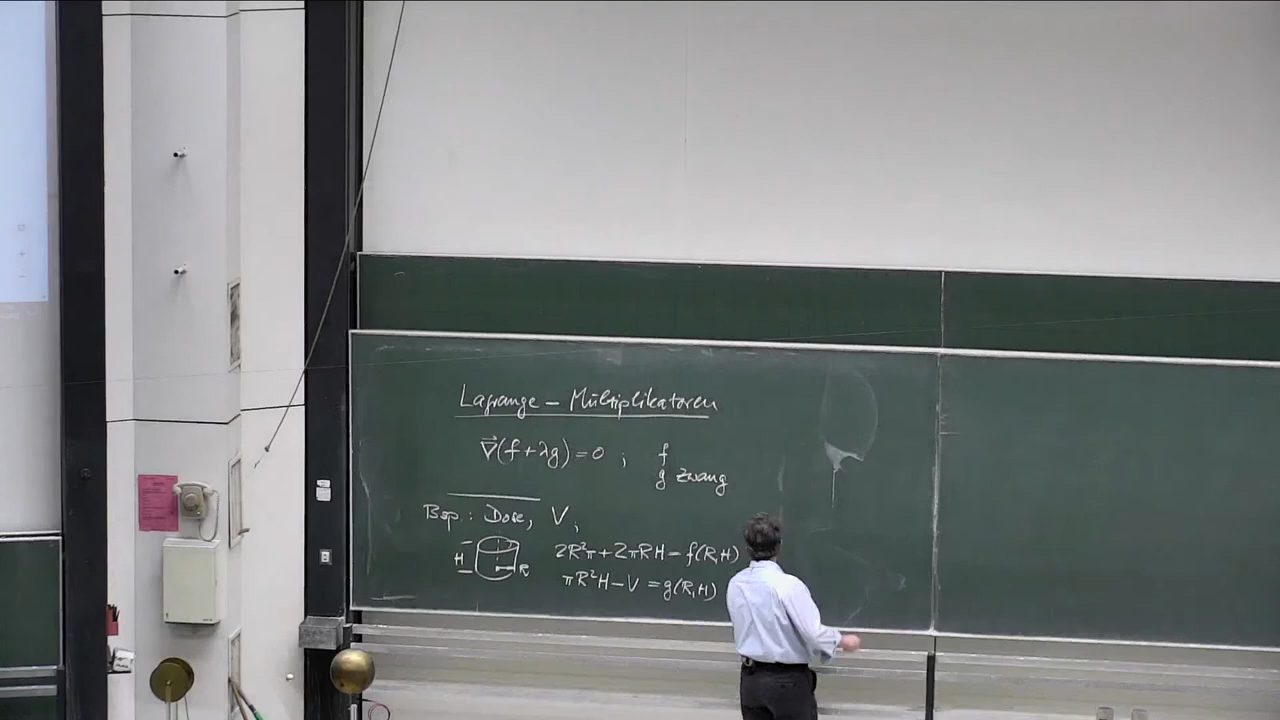 Lagrange – Multiplikatoren
∇⃗(f+λg)=0 ; f
g Zwang
Bsp.: Dose, V,
H R
2R²π+2πRH = f(R,H)
πR²H–V = g(R,H)